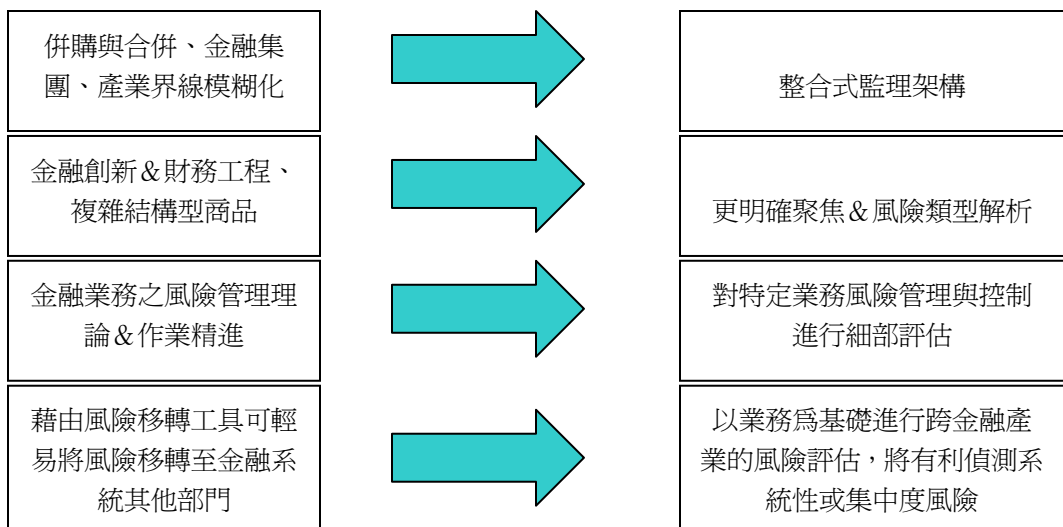 併購與合併、金融集
團、產業界線模糊化
整合式監理架構
金融創新＆財務工程、
複雜結構型商品
更明確聚焦＆風險類型解析
金融業務之風險管理理
論＆作業精進
對特定業務風險管理與控制
進行細部評估
藉由風險移轉工具可輕
易將風險移轉至金融系
統其他部門
以業務為基礎進行跨金融產
業的風險評估，將有利偵測系
統性或集中度風險